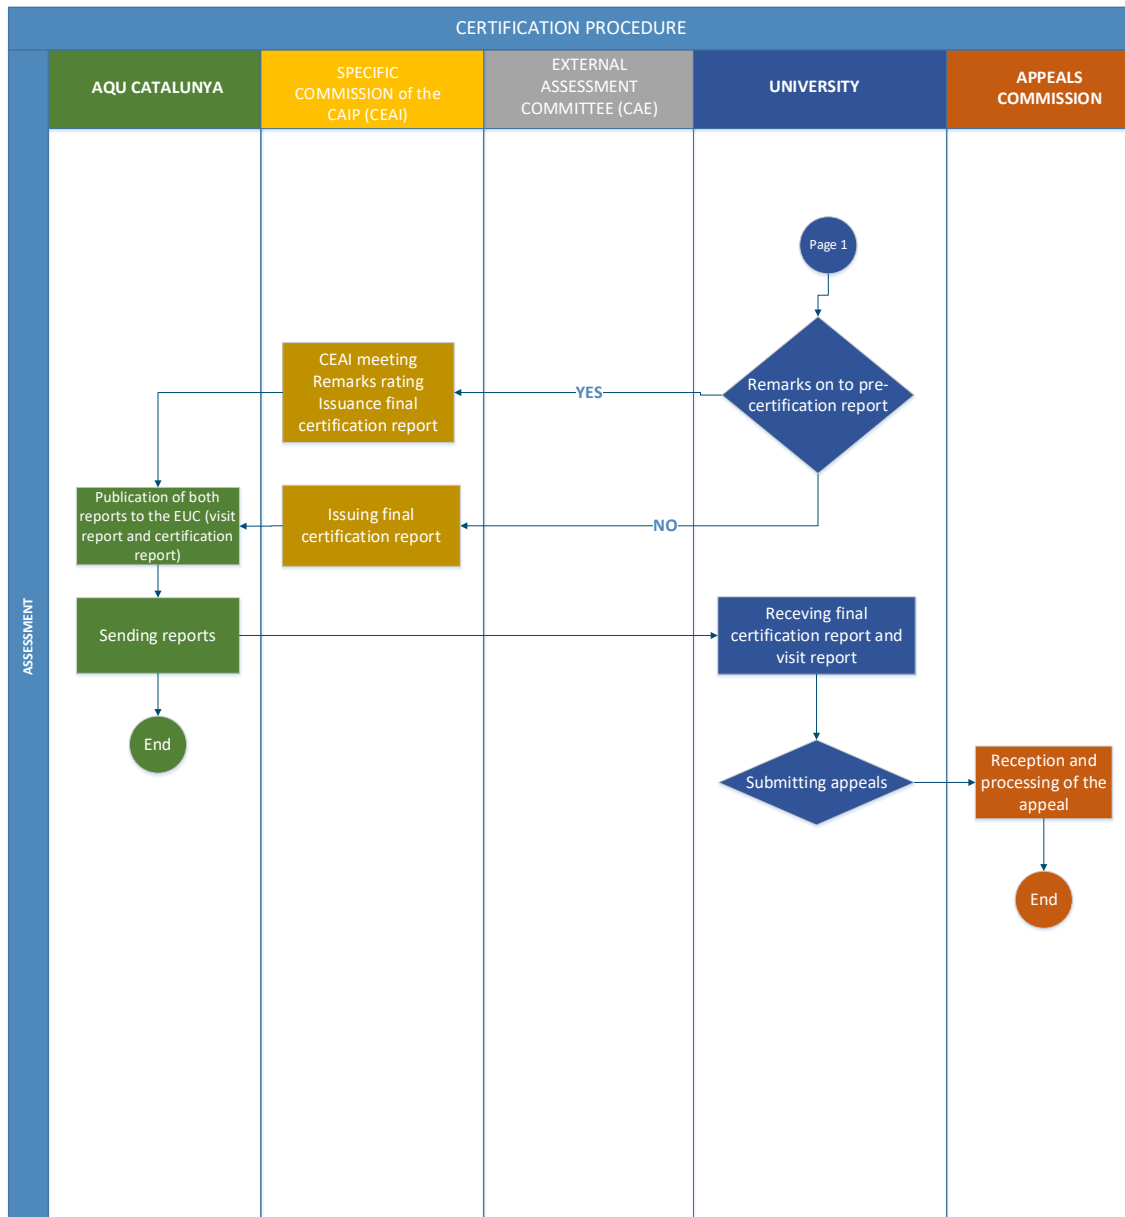 CERTIFICATION PROCEDURE
AQU CATALUNYA
SPECIFIC
COMMISSION of the
CAIP (CEAI)
EXTERNAL
ASSESSMENT
COMMITTEE (CAE)
UNIVERSITY
APPEALS
COMMISSION
ASSESSMENT
Page 1
Remarks on to pre-
certification report
YES
CEAI meeting
Remarks rating
Issuance final
certification report
NO
Issuing final
certification report
Publication of both
reports to the EUC (visit
report and certification
report)
Sending reports
Receving final
certification report and
visit report
End
Submitting appeals
Reception and
processing of the
appeal
End